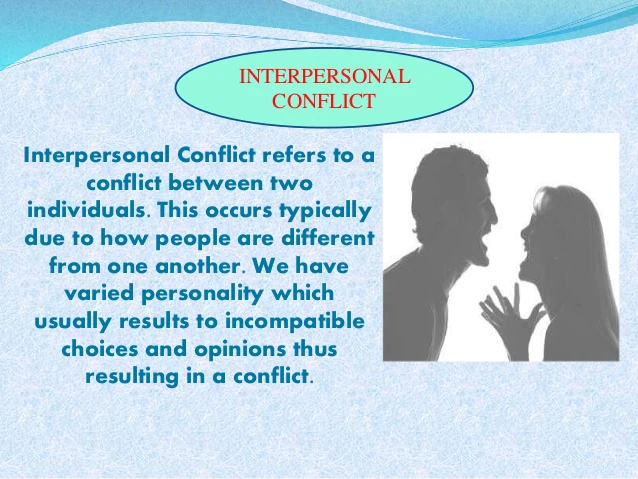 INTERPERSONAL
CONFLICT
Interpersonal Conflict refers to a
conflict between two
individuals. This occurs typically
due to how people are different
from one another. We have
varied personality which
usually results to incompatible
choices and opinions thus
resulting in a conflict.